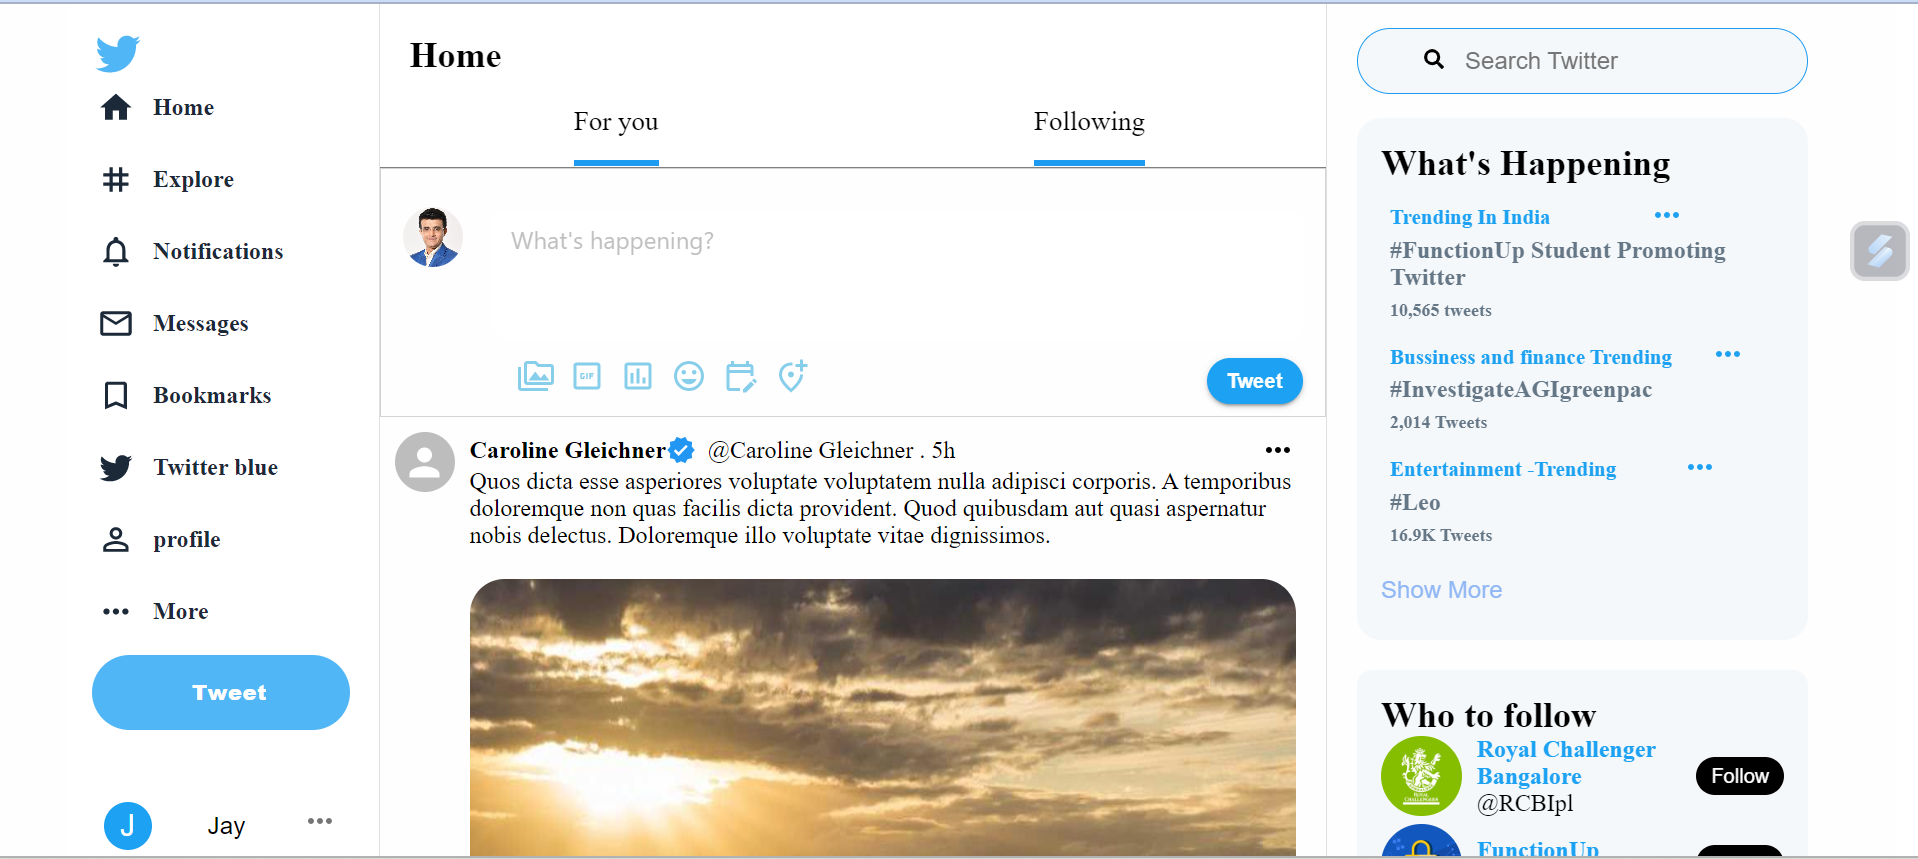 Home
Explore
Notifications
Messages
Bookmarks
Twitter blue
profile
More
Tweet
J
Jay
Home
For you
Following
What's happening?
GIF
Tweet
Caroline Gleichner @Caroline Gleichner . 5h
Quos dicta esse asperiores voluptate voluptatem nulla adipisci corporis. A temporibus
doloremque non quas facilis dicta provident. Quod quibusdam aut quasi aspernatur
nobis delectus. Doloremque illo voluptate vitae dignissimos.
Search Twitter
What's Happening
Trending In India
#FunctionUp Student Promoting
Twitter
10,565 tweets
Bussiness and finance Trending
#InvestigateAGIgreenpac
2,014 Tweets
Entertainment -Trending
#Leo
16.9K Tweets
Show More
Who to follow
Royal Challenger
Bangalore
@RCBIpl
Follow
ROYAL
CHALLENGERS
FunctionUp